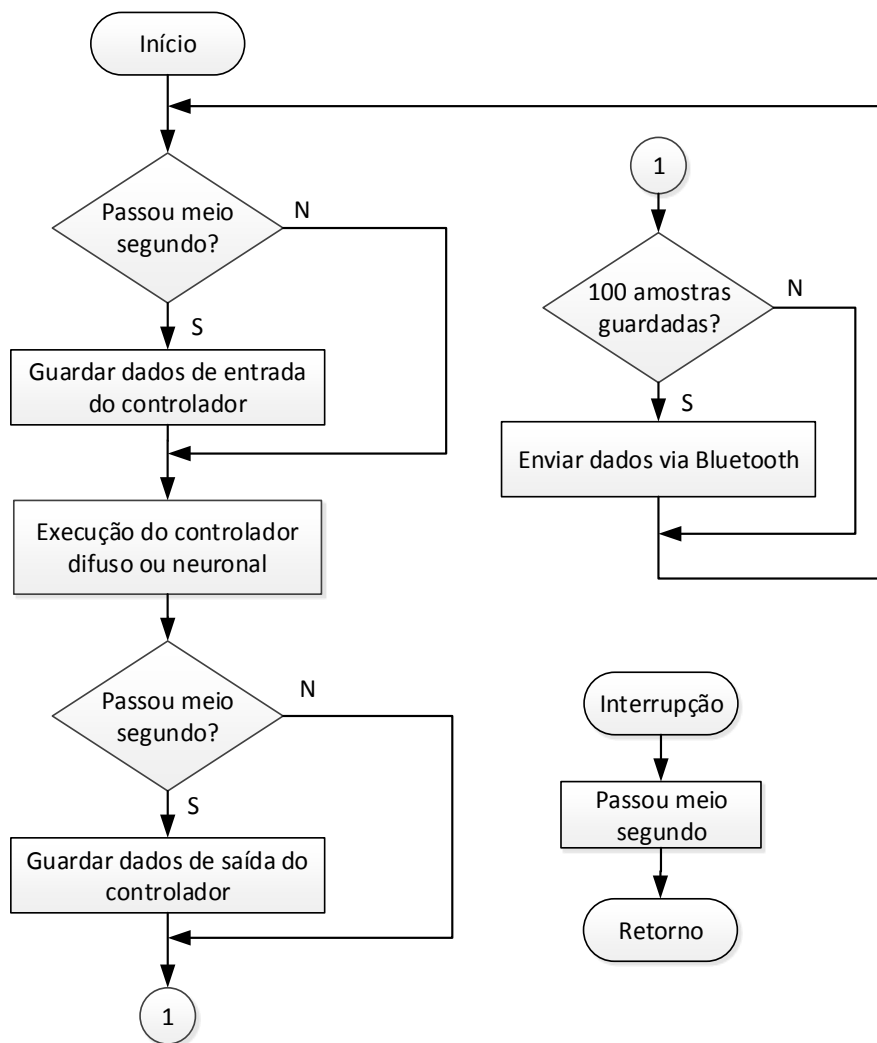 Início
Passou meio
segundo?
N
S
Guardar dados de entrada
do controlador
Execução do controlador
difuso ou neuronal
Passou meio
segundo?
N
S
Guardar dados de saída do
controlador
1
1
100 amostras
guardadas?
N
S
Enviar dados via Bluetooth
Interrupção
Passou meio
segundo
Retorno